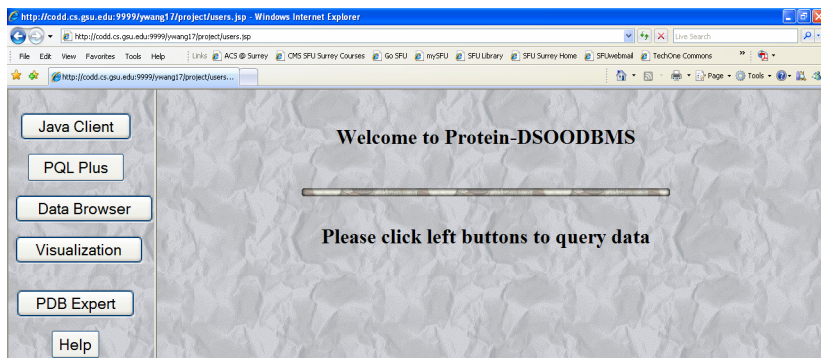 http://codd.cs.gsu.edu:9999/ywang17/project/users.jsp - Windows Internet Explorer
http://codd.cs.gsu.edu:9999/ywang17/project/users.jsp
Live Search
File Edit View Favorites Tools Help
Links ACS @ Surrey CMS SFU Surrey Courses Go SFU mySFU SFU Library SFU Surrey Home SFUwebmail TechOne Commons »
http://codd.cs.gsu.edu:9999/ywang17/project/users...
Page Tools
Java Client
PQL Plus
Data Browser
Visualization
PDB Expert
Help
Welcome to Protein-DSOODBMS
Please click left buttons to query data